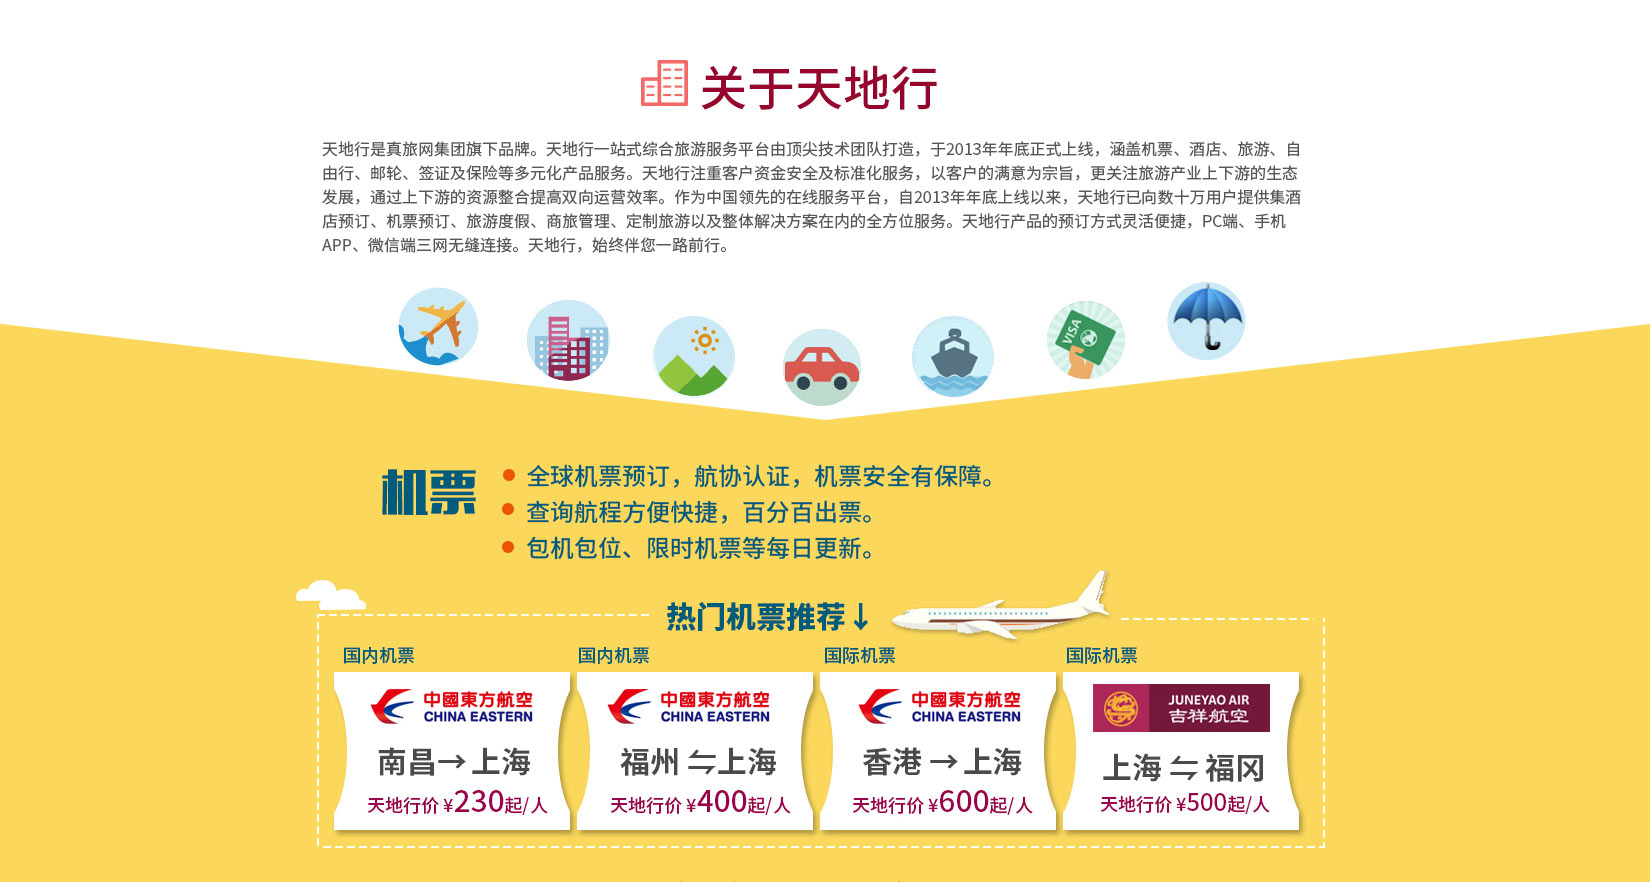 关于天地行
天地行是真旅网集团旗下品牌。天地行一站式综合旅游服务平台由顶尖技术团队打造，于2013年年底正式上线，涵盖机票、酒店、旅游、自
由行、邮轮、签证及保险等多元化产品服务。天地行注重客户资金安全及标准化服务，以客户的满意为宗旨，更关注旅游产业上下游的生态
发展，通过上下游的资源整合提高双向运营效率。作为中国领先的在线服务平台，自2013年年底上线以来，天地行已向数十万用户提供集酒
店预订、机票预订、旅游度假、商旅管理、定制旅游以及整体解决方案在内的全方位服务。天地行产品的预订方式灵活便捷，PC端、手机
APP、微信端三网无缝连接。天地行，始终伴您一路前行。
VISA
机票
全球机票预订，航协认证，机票安全有保障。
查询航程方便快捷，百分百出票。
包机包位、限时机票等每日更新。
热门机票推荐↓
国内机票
中國東方航空
CHINA EASTERN
南昌→上海
天地行价 ¥230起/人
国内机票
中國東方航空
CHINA EASTERN
福州⇋上海
天地行价 ¥400起/人
国际机票
中國東方航空
CHINA EASTERN
香港→上海
天地行价 ¥600起/人
国际机票
JUNEYAO AIR
吉祥航空
上海⇋福冈
天地行价 ¥500起/人